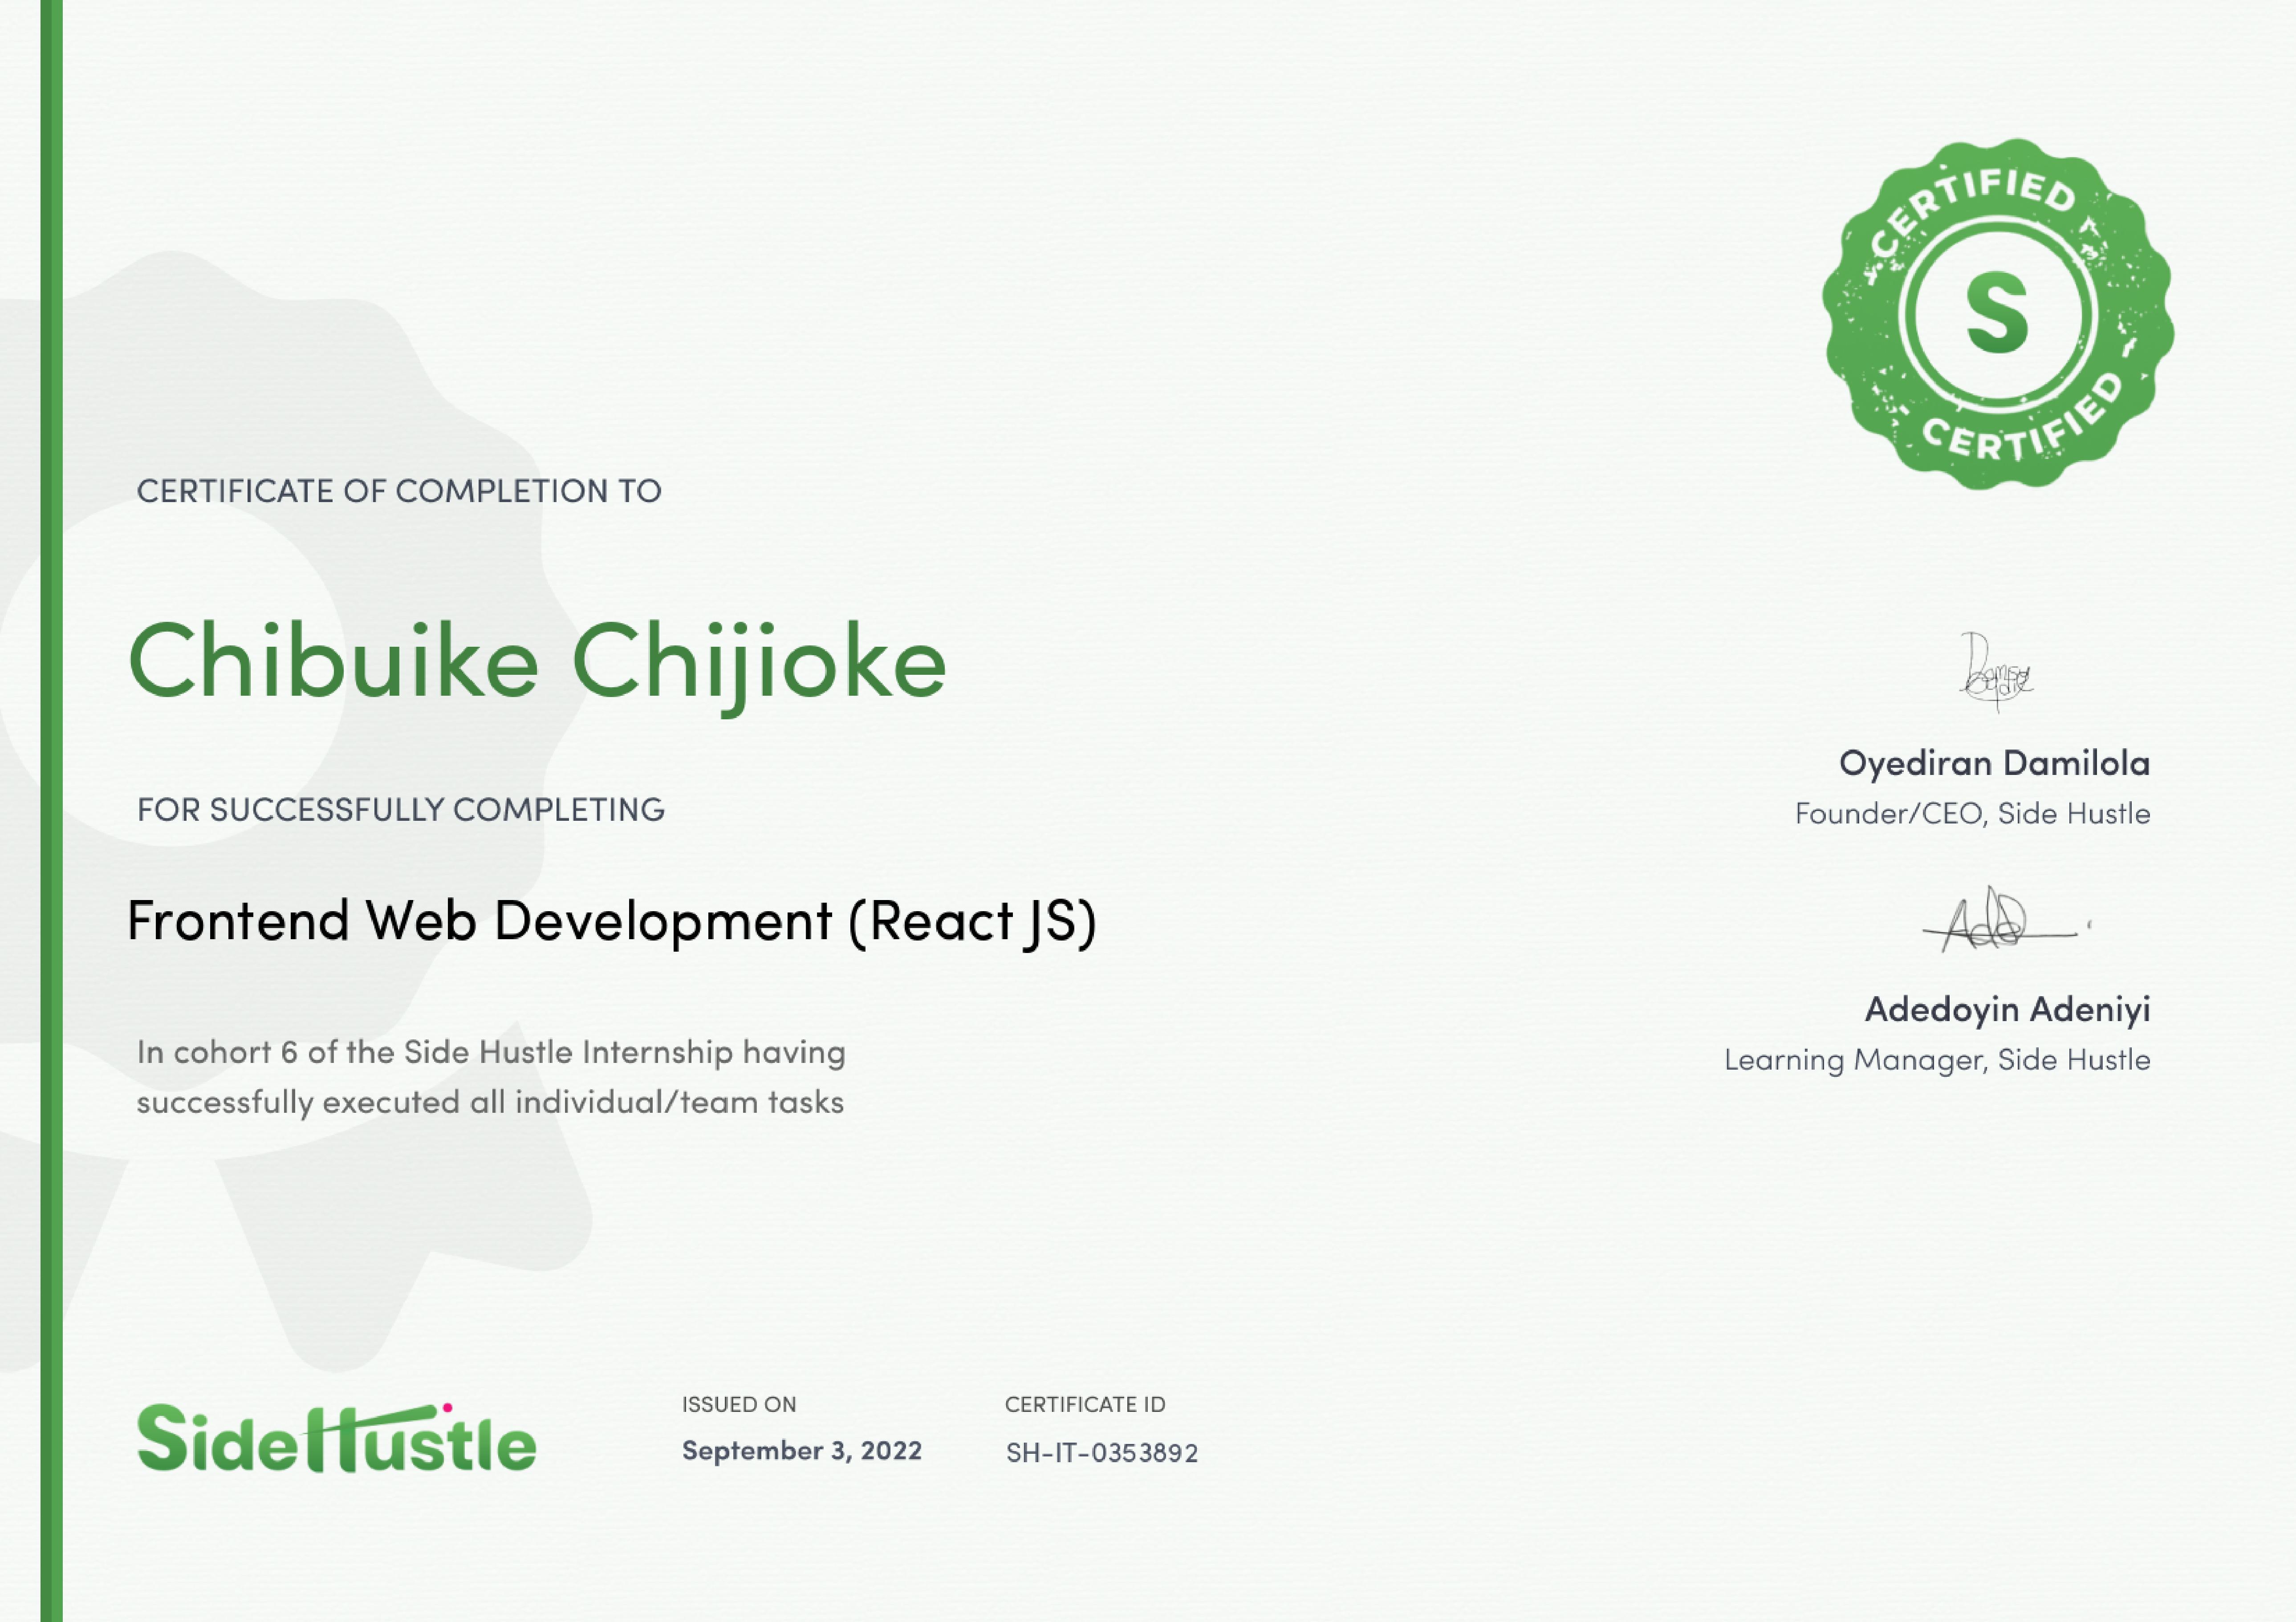 CERTIFIED
S
CERTIFIED
CERTIFICATE OF COMPLETION TO
Chibuike Chijioke
FOR SUCCESSFULLY COMPLETING
Frontend Web Development (React JS)
In cohort 6 of the Side Hustle Internship having
successfully executed all individual/team tasks
Oyediran Damilola
Founder/CEO, Side Hustle
Adedoyin Adeniyi
Learning Manager, Side Hustle
SideHustle
ISSUED ON
September 3, 2022
CERTIFICATE ID
SH-IT-0353892